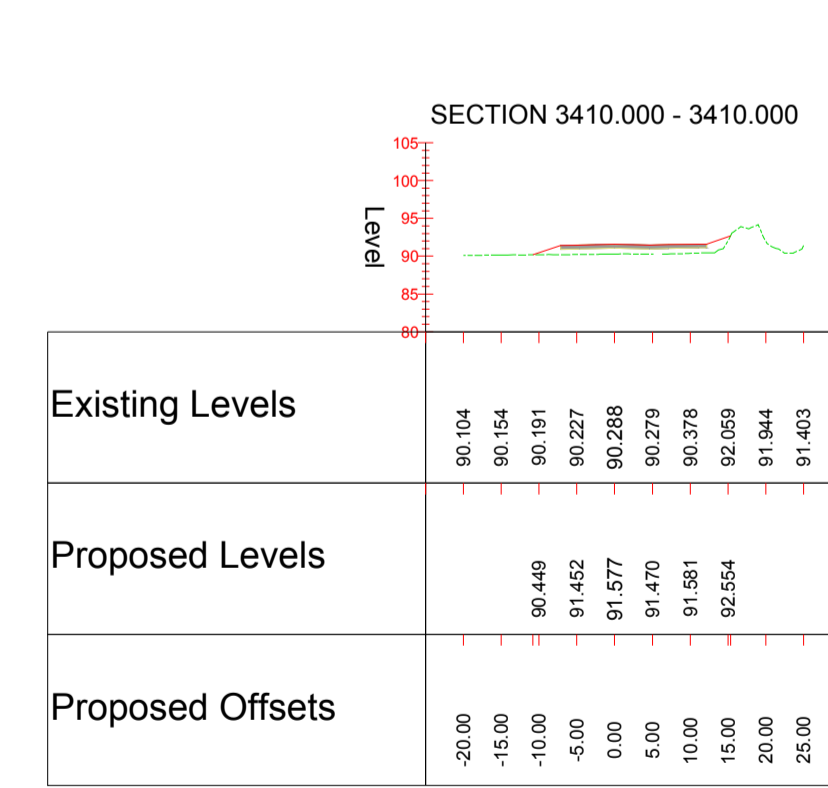 SECTION 3410.000 - 3410.000
105
100
95
90
85
80
Level
Existing Levels
90.104 90.154 90.191 90.227 90.288 90.279 90.378 92.059 91.944 91.403
Proposed Levels
90.449 91.452 91.577 91.470 91.581 92.554
Proposed Offsets
-20.00 -15.00 -10.00 -5.00 0.00 5.00 10.00 15.00 20.00 25.00